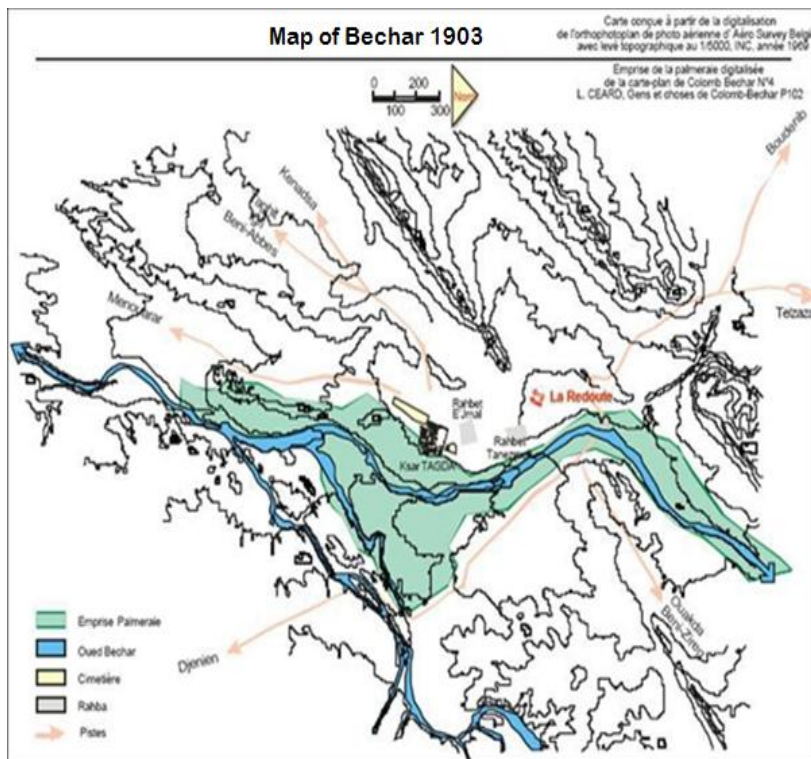 Map of Bechar 1903
Carte conçue à partir de la digitalisation
de l'orthophotoplan de photo aérienne d' Aéro Survey Belgi
avec levé topographique au 1/5000, INC, année 1969
Emprise de la palmeraie digitalisée
de la carte-plan de Colomb Bechar N°4
L. CEARD, Gens et choses de Colomb-Bechar P102
0 200
100 300
Nord
Boudenib
Kenadsa
Taghit
Beni-Abbes
Menouarar
Telzaza
La Redoute
Rahbet
E'Jmal
Rahbet
Ksar TAGDA
Ouakda
Beni-Ziren
Djenien
Emprise Palmeraie
Oued Bechar
Cimetière
Rahba
Pistes